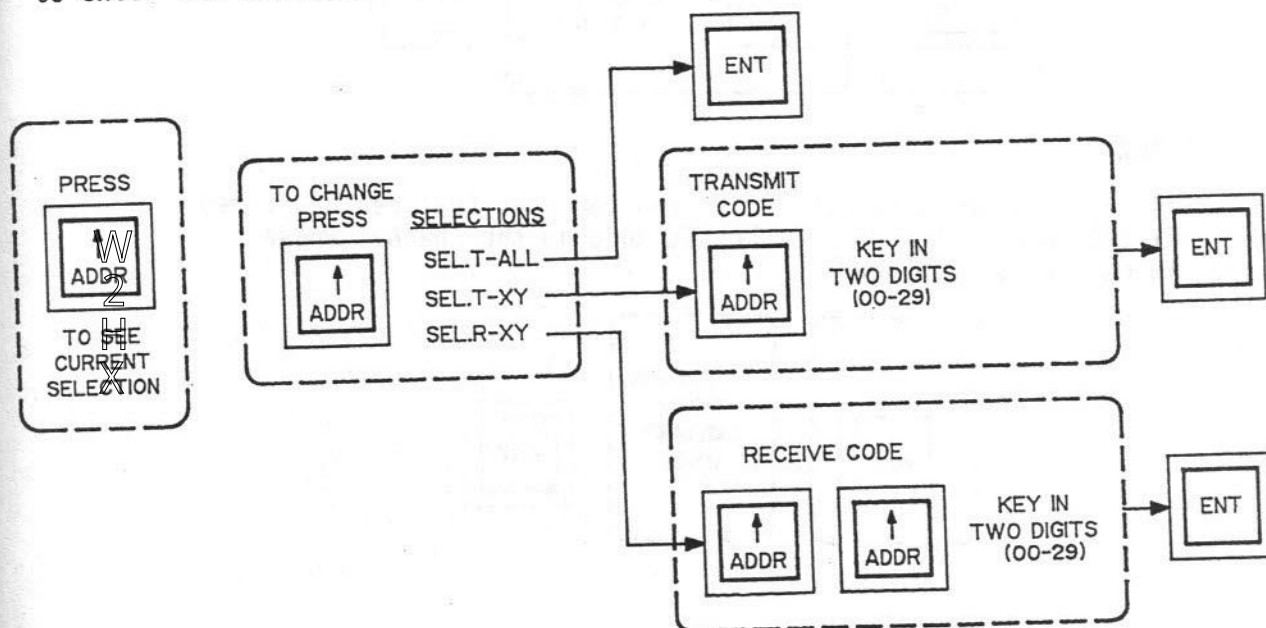 ENT
PRESS
↑
ADDR
TO SEE
CURRENT
SELECTION
W2HX
TO CHANGE
PRESS
↑
ADDR
SELECTIONS
SEL.T-ALL
SEL.T-XY
SEL.R-XY
TRANSMIT
CODE
↑
ADDR
KEY IN
TWO DIGITS
(00-29)
ENT
RECEIVE CODE
↑
ADDR
↑
ADDR
KEY IN
TWO DIGITS
(00-29)
ENT